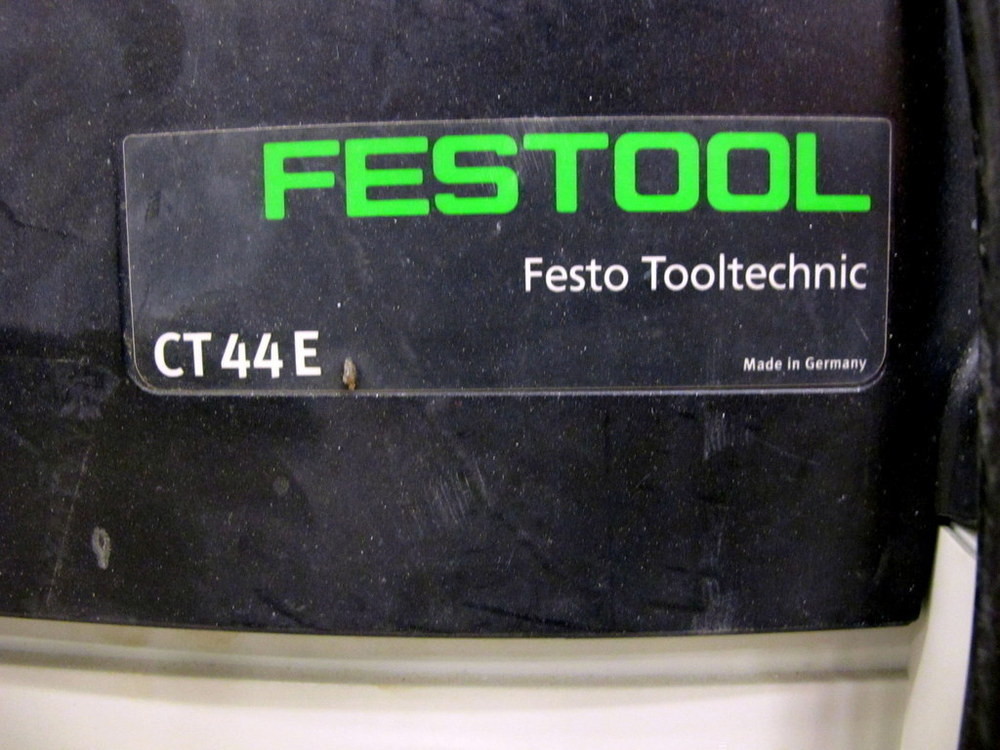 FESTOOL
Festo Tooltechnic
CT 44 E
Made in Germany